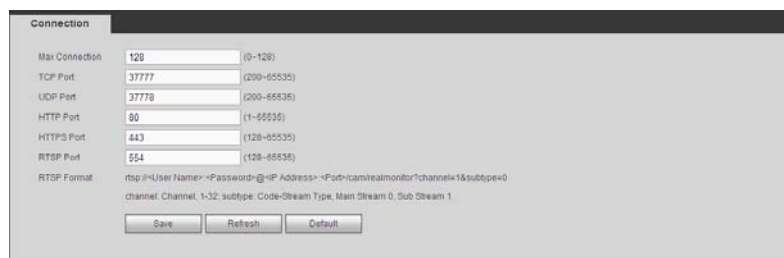 Connection
Max Connection 128 (0~128)
TCP Port 37777 (200~65535)
UDP Port 37778 (200~65535)
HTTP Port 80 (1~65535)
HTTPS Port 443 (128~65535)
RTSP Port 554 (128~65535)
RTSP Format rtsp://<User Name>:<Password>@<IP Address>:<Port>/cam/realmonitor?channel=1&subtype=0
channel: Channel, 1-32; subtype: Code-Stream Type, Main Stream 0, Sub Stream 1.
Save Refresh Default